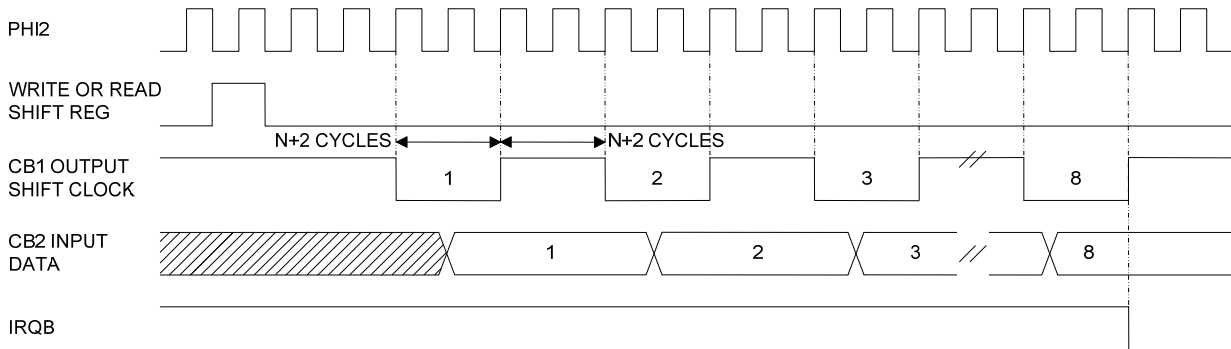 PHI2
WRITE OR READ
SHIFT REG
N+2 CYCLES
N+2 CYCLES
CB1 OUTPUT
SHIFT CLOCK
1
2
3
8
CB2 INPUT
DATA
1
2
3
8
IRQB